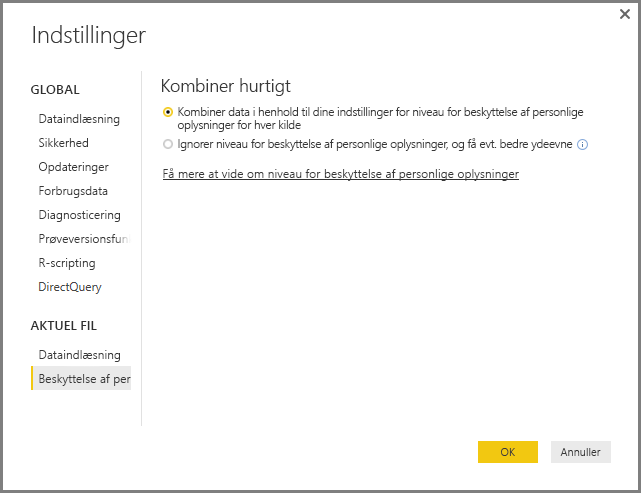 Indstillinger
GLOBAL
Dataindlæsning
Sikkerhed
Opdateringer
Forbrugsdata
Diagnosticering
Prøveversionsfun
R-scripting
DirectQuery
AKTUEL FIL
Dataindlæsning
Beskyttelse af per
Kombiner hurtigt
Kombiner data i henhold til dine indstillinger for niveau for beskyttelse af personlige
oplysninger for hver kilde
Ignorer niveau for beskyttelse af personlige oplysninger, og få evt. bedre ydeevne
Få mere at vide om niveau for beskyttelse af personlige oplysninger
OK
Annuller